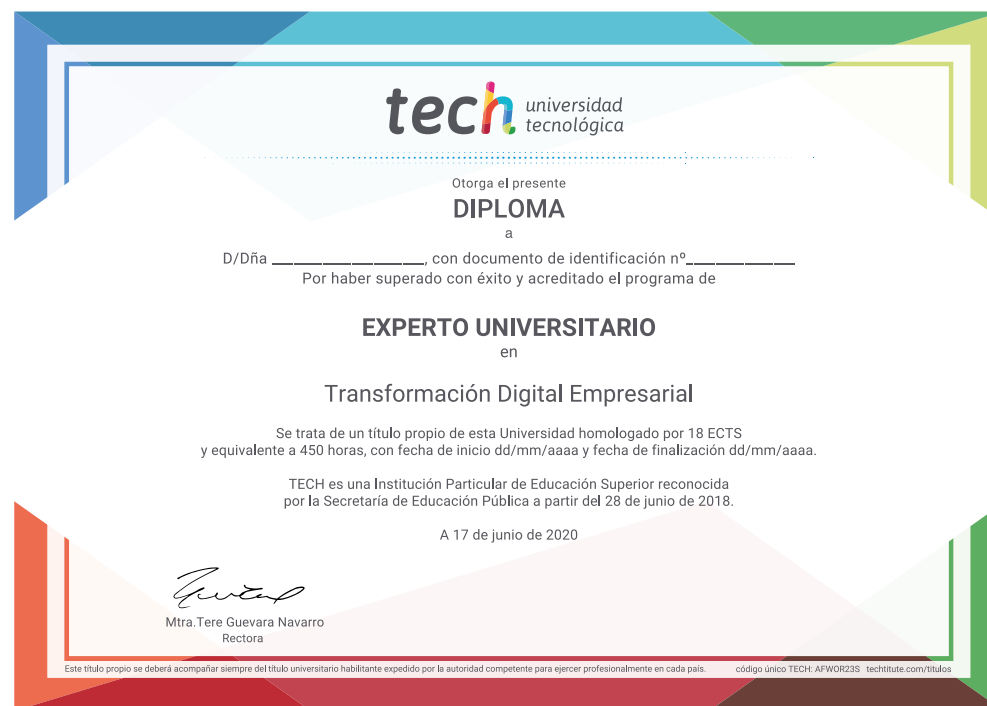 tech universidad
tecnológica
Otorga el presente
DIPLOMA
a
D/Dña ________________, con documento de identificación nº____________
Por haber superado con éxito y acreditado el programa de
EXPERTO UNIVERSITARIO
en
Transformación Digital Empresarial
Se trata de un título propio de esta Universidad homologado por 18 ECTS
y equivalente a 450 horas, con fecha de inicio dd/mm/aaaa y fecha de finalización dd/mm/aaaa.
TECH es una Institución Particular de Educación Superior reconocida
por la Secretaría de Educación Pública a partir del 28 de junio de 2018.
A 17 de junio de 2020
Mtra.Tere Guevara Navarro
Rectora
Este título propio se deberá acompañar siempre del título universitario habilitante expedido por la autoridad competente para ejercer profesionalmente en cada país. código único TECH: AFWOR23S techtitute.com/titulos